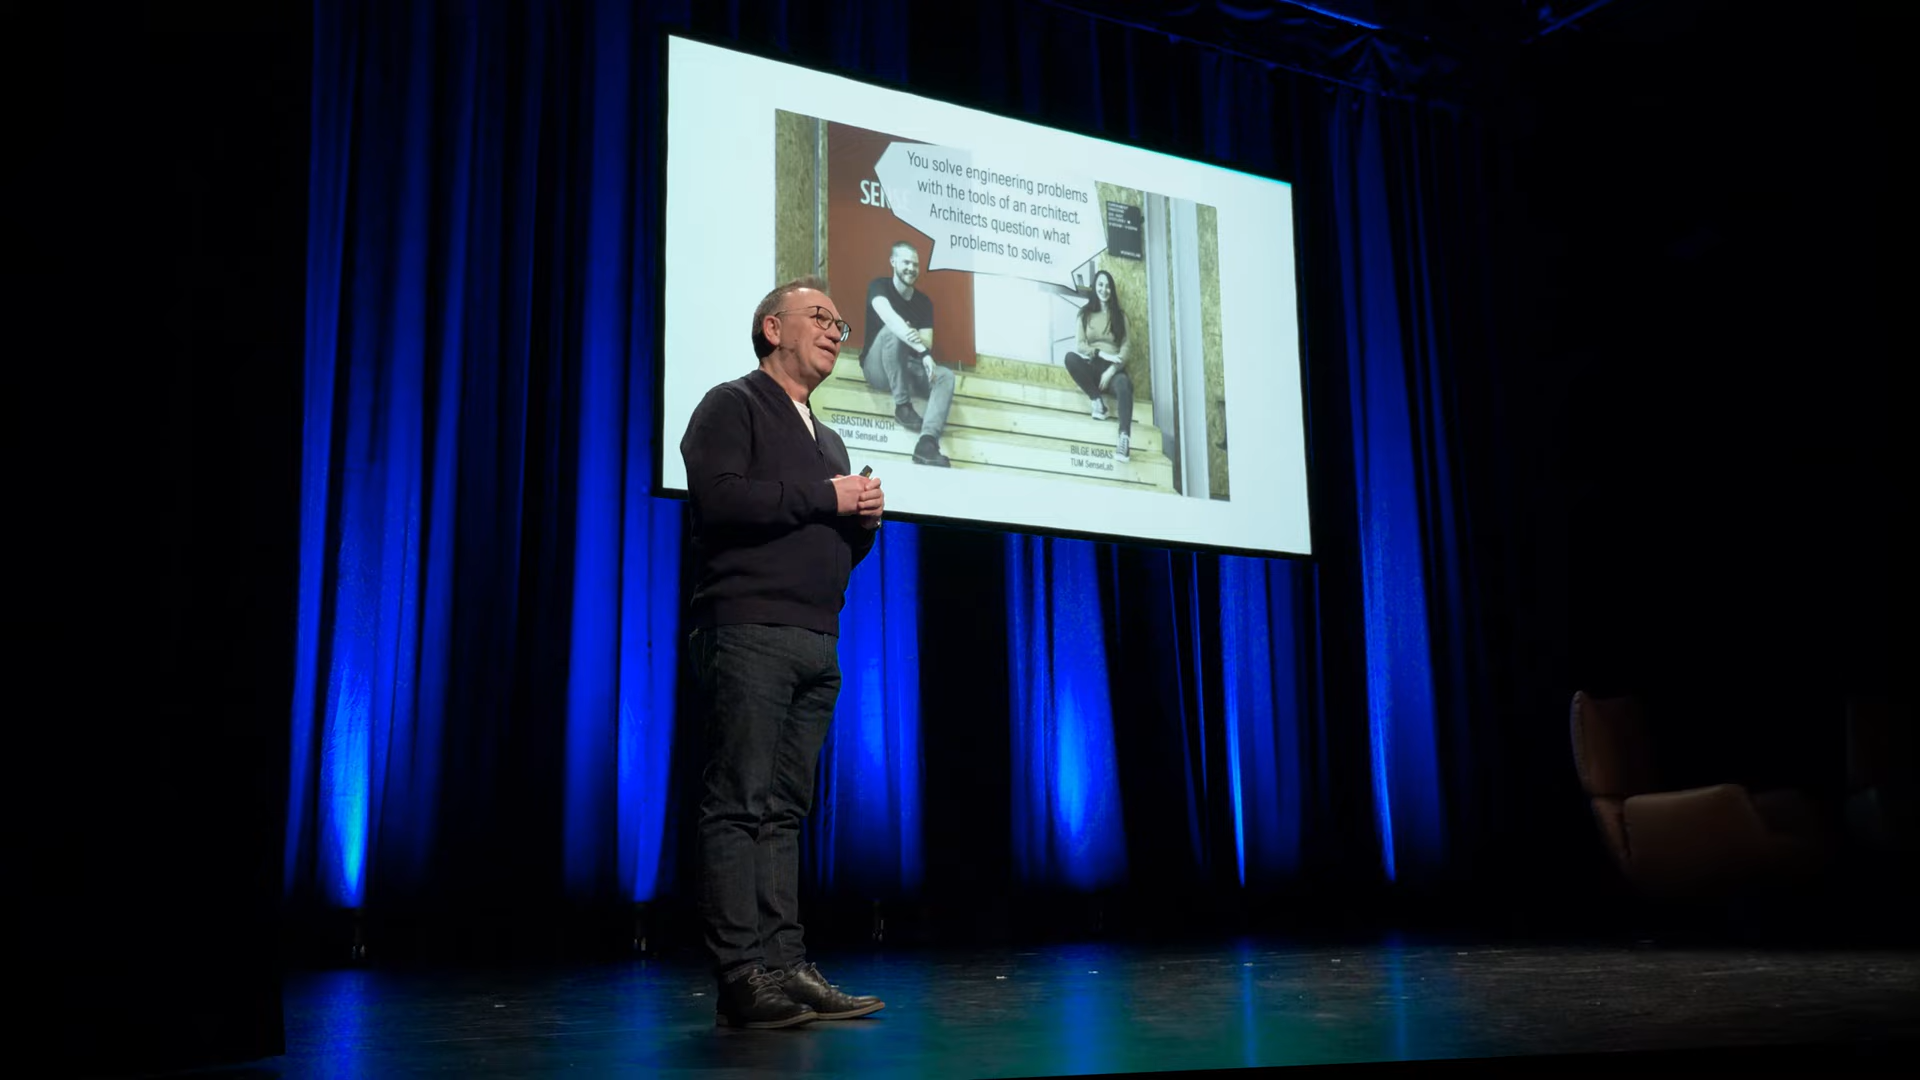 You solve engineering problems
with the tools of an architect.
Architects question what
problems to solve.
SEN
SEBASTIAN KOTH
TUM SenseLab
BILGE KOBAS
TUM SenseLab